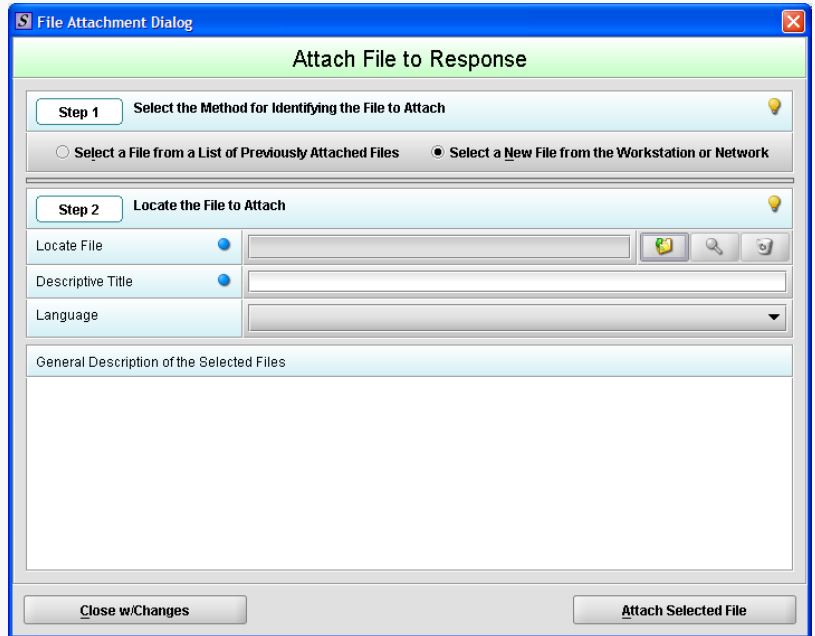 S File Attachment Dialog
Attach File to Response
Step 1 Select the Method for Identifying the File to Attach
Select a File from a List of Previously Attached Files Select a New File from the Workstation or Network
Step 2 Locate the File to Attach
Locate File
Descriptive Title
Language
General Description of the Selected Files
Close w/Changes Attach Selected File